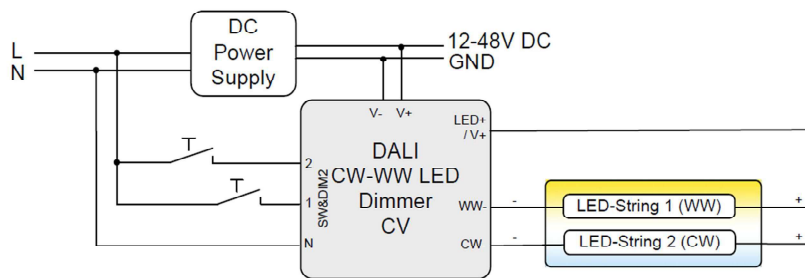 DC
Power
Supply
L
N
12-48V DC
GND
V- V+
LED+
/ V+
DALI
CW-WW LED
Dimmer
CV
SW&DIM2
2
1
N
WW-
CW
-
LED-String 1 (WW)
+
-
LED-String 2 (CW)
+